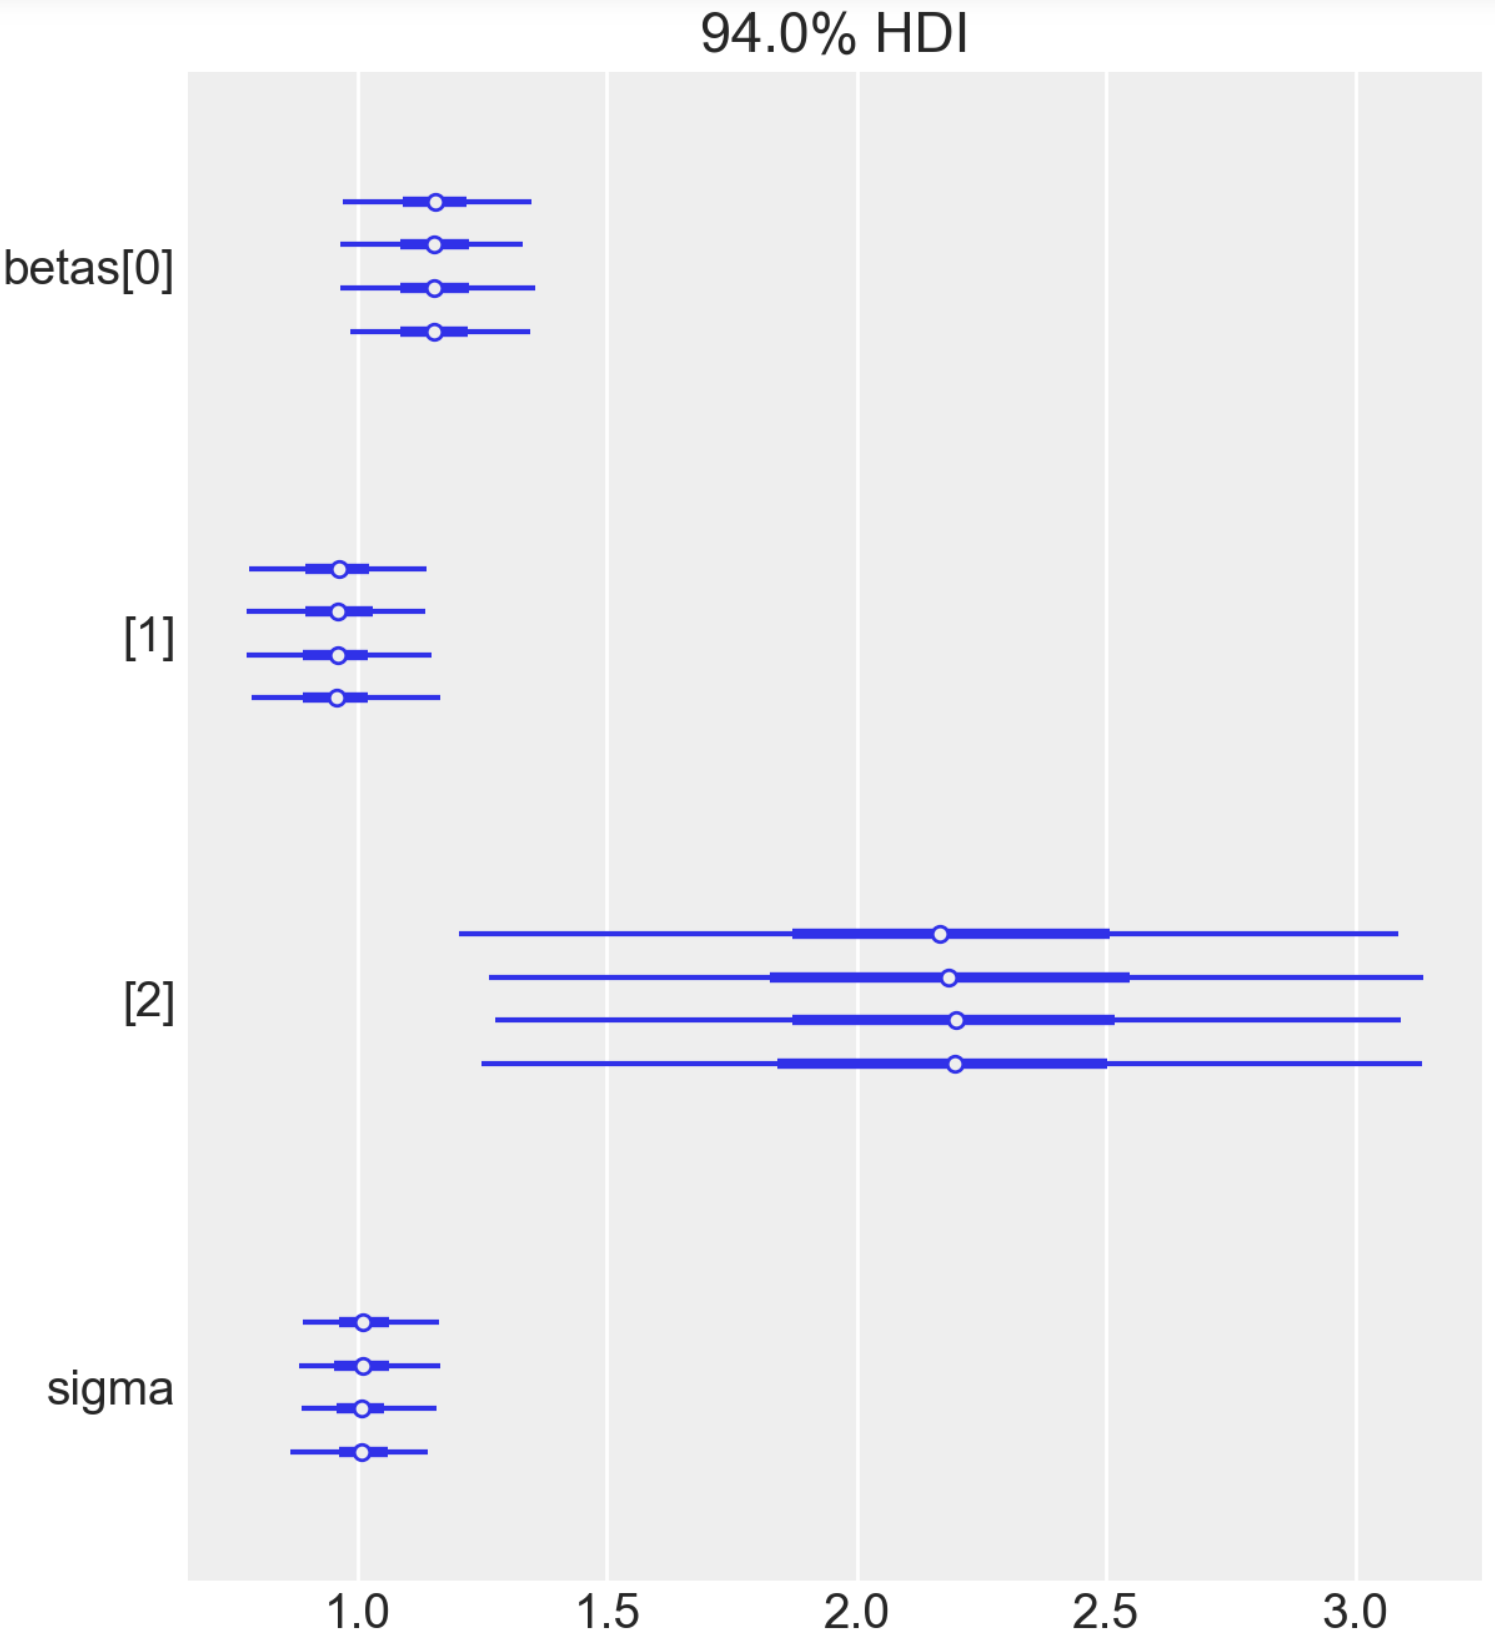 94.0% HDI
betas[0]
[1]
[2]
sigma
1.0 1.5 2.0 2.5 3.0